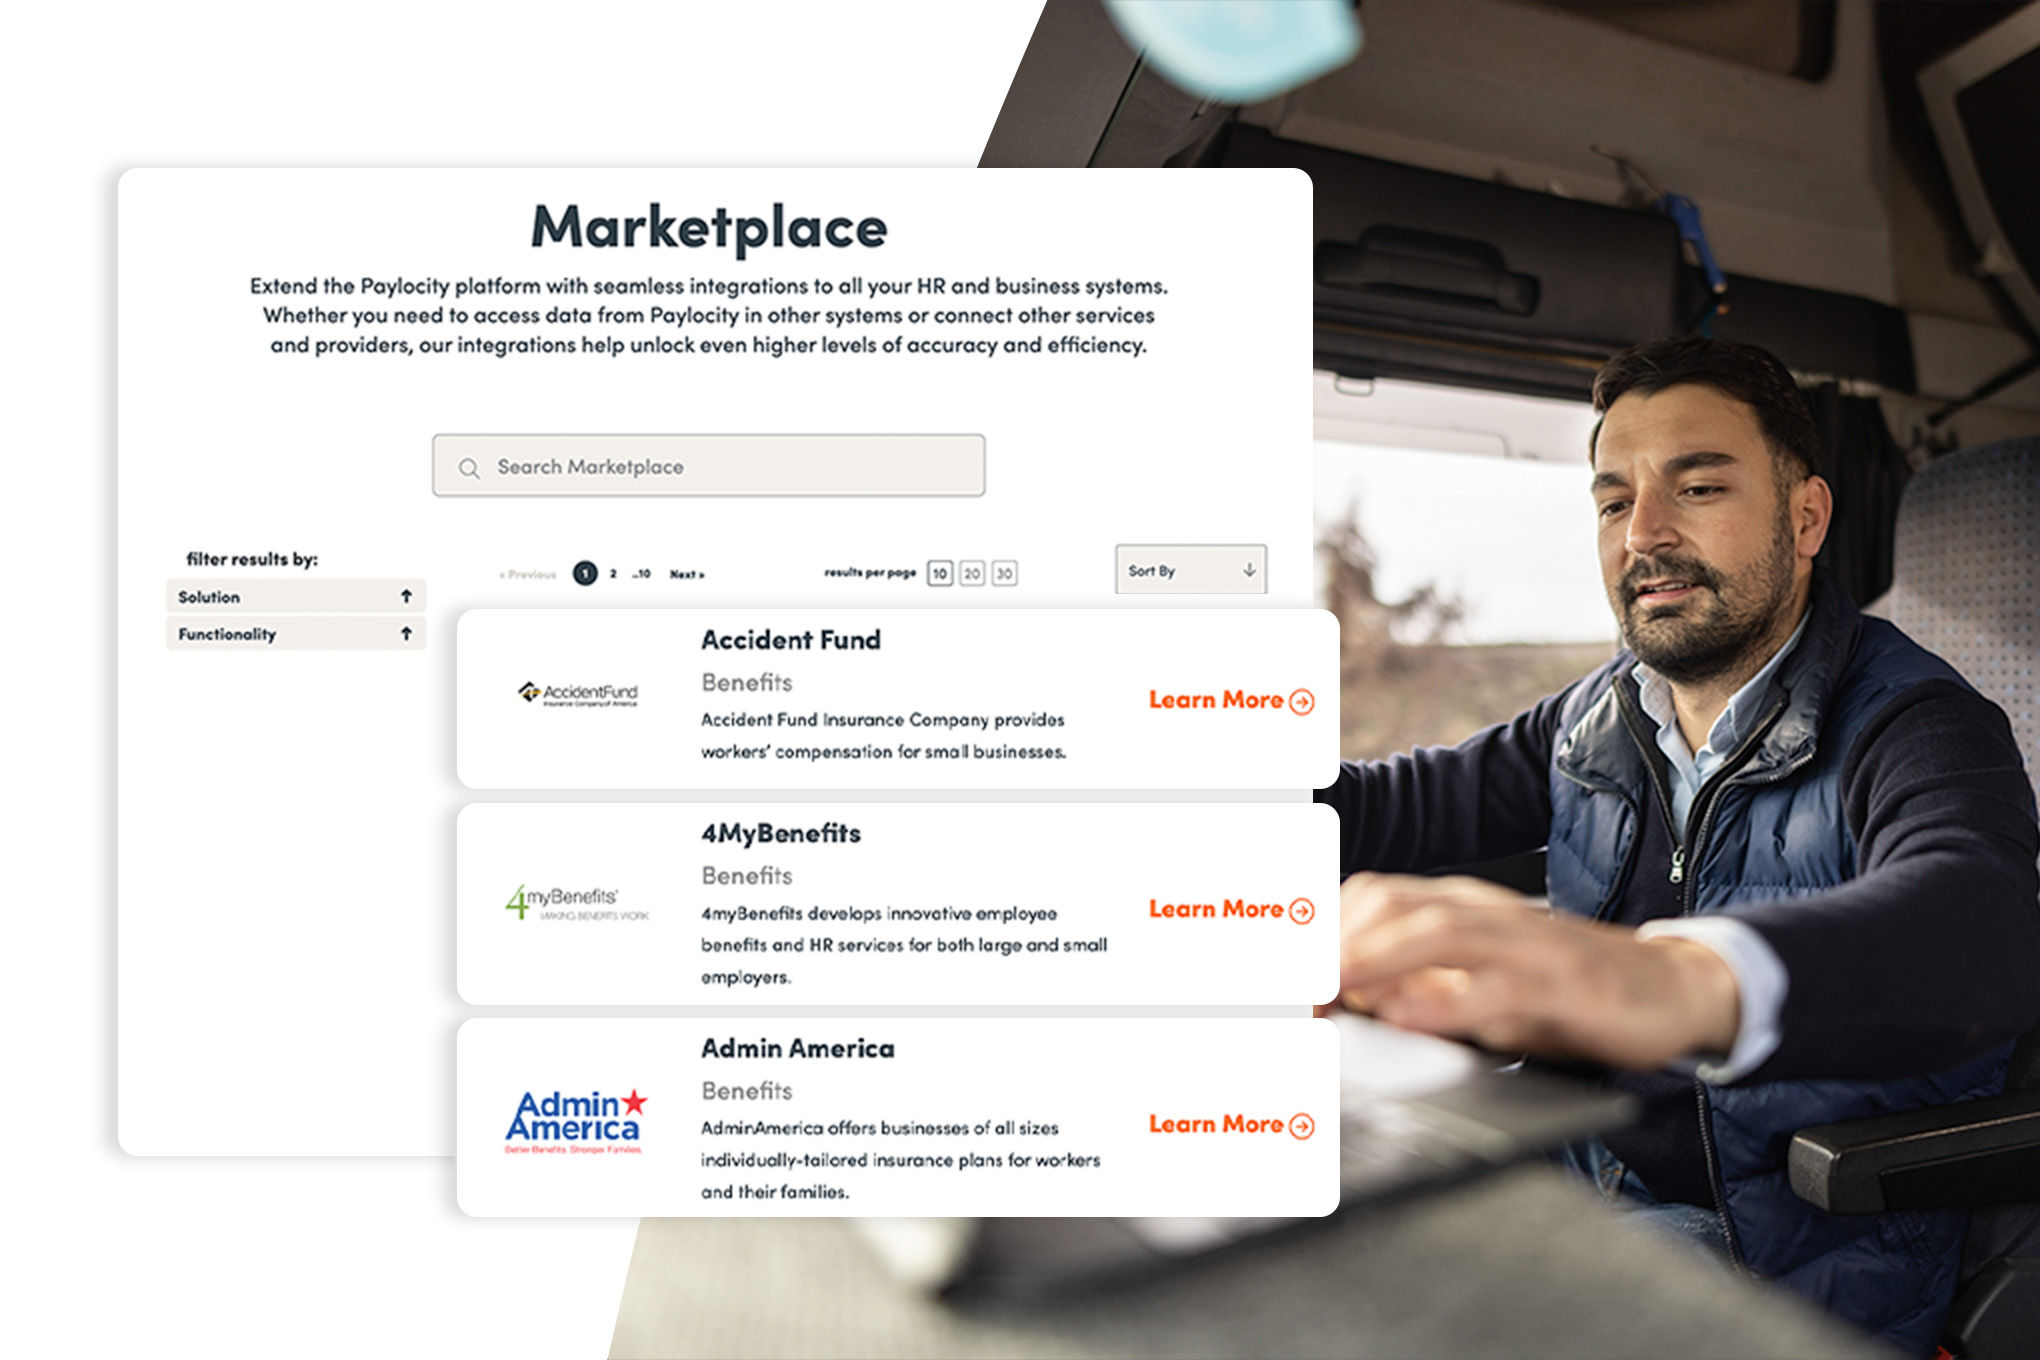 Marketplace
Extend the Paylocity platform with seamless integrations to all your HR and business systems.
Whether you need to access data from Paylocity in other systems or connect other services
and providers, our integrations help unlock even higher levels of accuracy and efficiency.
Search Marketplace
filter results by:
« Previous 1 2 ..10 Next »
results per page 10 20 30
Sort By
Solution
Functionality
AccidentFund
Insurance Company of America
Accident Fund
Benefits
Accident Fund Insurance Company provides
workers' compensation for small businesses.
Learn More
4myBenefits'
MAKING BENEFITS WORK
4MyBenefits
Benefits
4myBenefits develops innovative employee
benefits and HR services for both large and small
employers.
Learn More
Admin
America
Better Benefits. Stronger Families.
Admin America
Benefits
AdminAmerica offers businesses of all sizes
individually-tailored insurance plans for workers
and their families.
Learn More